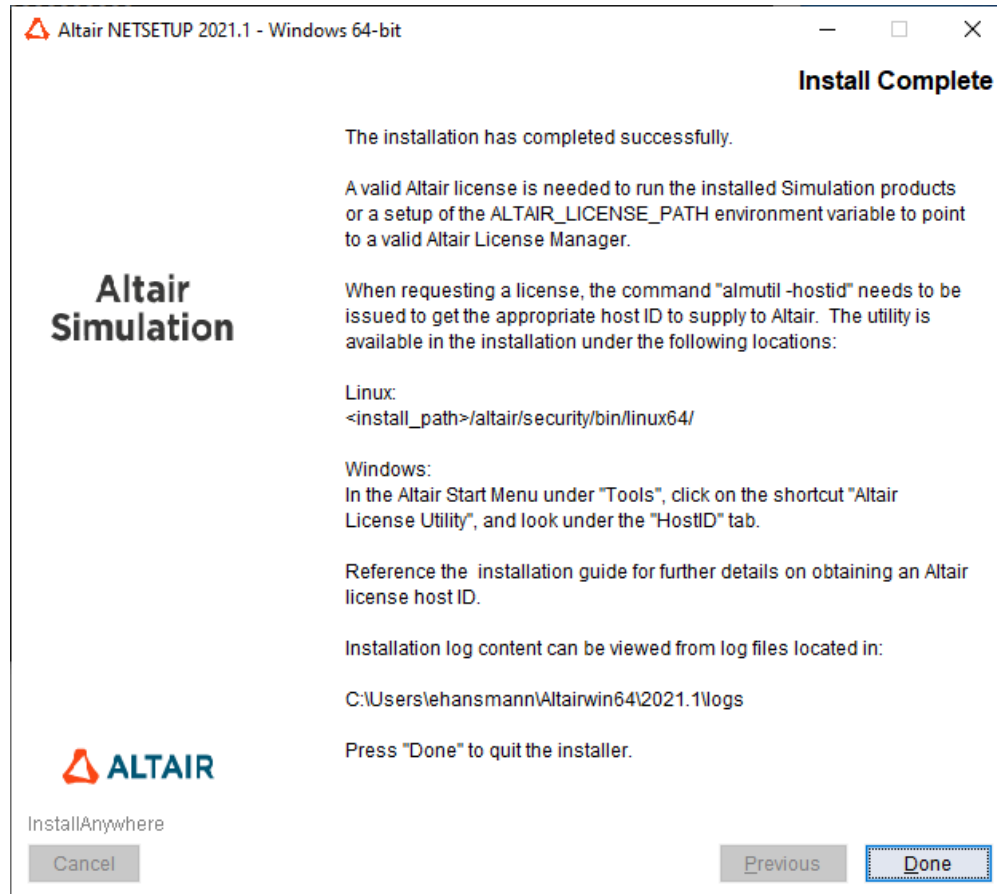 Altair NETSETUP 2021.1 - Windows 64-bit
Install Complete
The installation has completed successfully.
A valid Altair license is needed to run the installed Simulation products
or a setup of the ALTAIR_LICENSE_PATH environment variable to point
to a valid Altair License Manager.
Altair
Simulation
When requesting a license, the command "almutil -hostid" needs to be
issued to get the appropriate host ID to supply to Altair.  The utility is
available in the installation under the following locations:
Linux:
<install_path>/altair/security/bin/linux64/
Windows:
In the Altair Start Menu under "Tools", click on the shortcut "Altair
License Utility", and look under the "HostID" tab.
Reference the  installation guide for further details on obtaining an Altair
license host ID.
Installation log content can be viewed from log files located in:
C:\Users\ehansmann\Altairwin64\2021.1\logs
Press "Done" to quit the installer.
ALTAIR
InstallAnywhere
Cancel
Previous
Done